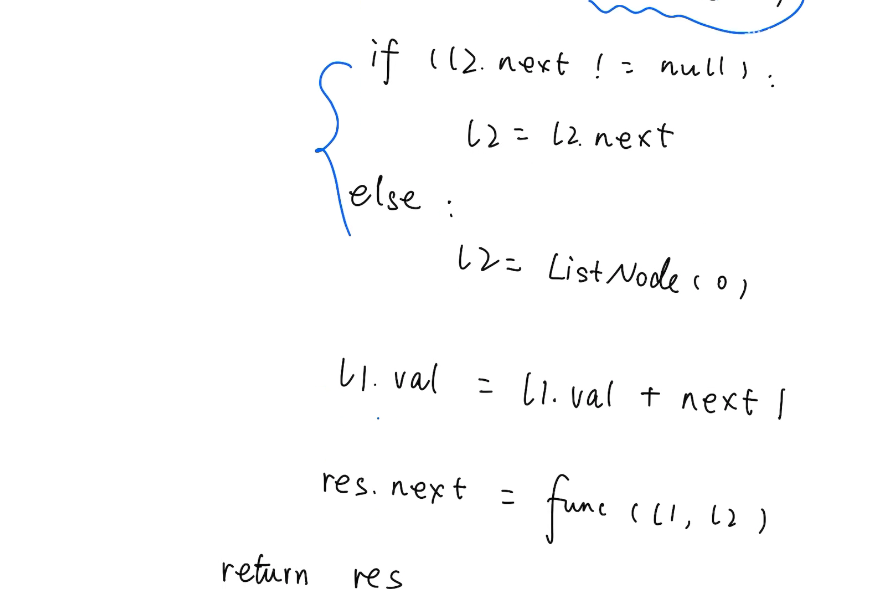 if (l2.next != null):
l2 = l2.next
else:
l2 = ListNode(0)
l1.val = l1.val + next1
res.next = func(l1, l2)
return res